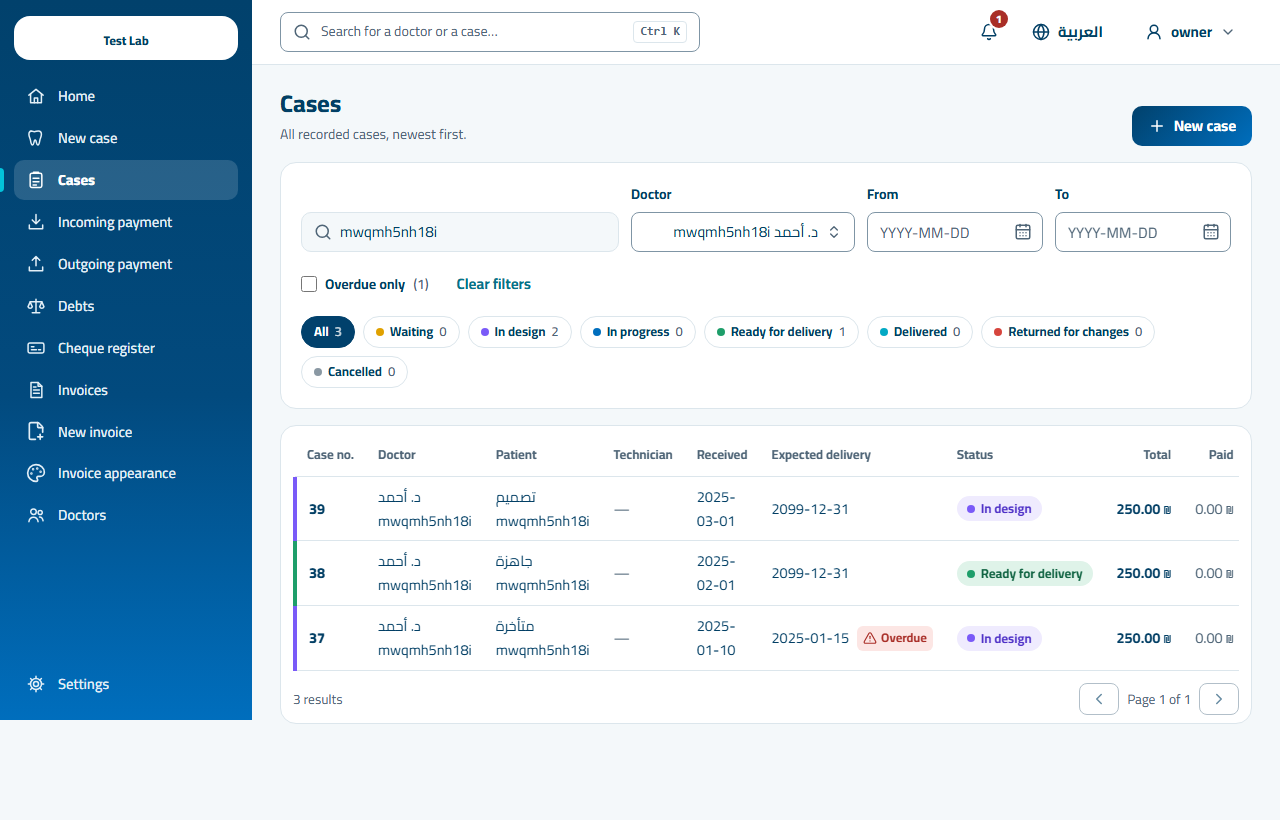 Test Lab
Search for a doctor or a case...
Ctrl K
1
العربية
owner
Home
New case
Cases
Incoming payment
Outgoing payment
Debts
Cheque register
Invoices
New invoice
Invoice appearance
Doctors
Settings
Cases
All recorded cases, newest first.
New case
Doctor
From
To
mwqmh5nh18i
د. أحمد mwqmh5nh18i
YYYY-MM-DD
YYYY-MM-DD
Overdue only (1)
Clear filters
All 3
Waiting 0
In design 2
In progress 0
Ready for delivery 1
Delivered 0
Returned for changes 0
Cancelled 0
Case no. Doctor Patient Technician Received Expected delivery Status Total Paid
39
د. أحمد
mwqmh5nh18i
تصميم
mwqmh5nh18i
—
2025-
03-01
2099-12-31
In design
250.00 ₪
0.00 ₪
38
د. أحمد
mwqmh5nh18i
جاهزة
mwqmh5nh18i
—
2025-
02-01
2099-12-31
Ready for delivery
250.00 ₪
0.00 ₪
37
د. أحمد
mwqmh5nh18i
متأخرة
mwqmh5nh18i
—
2025-
01-10
2025-01-15
Overdue
In design
250.00 ₪
0.00 ₪
3 results
Page 1 of 1